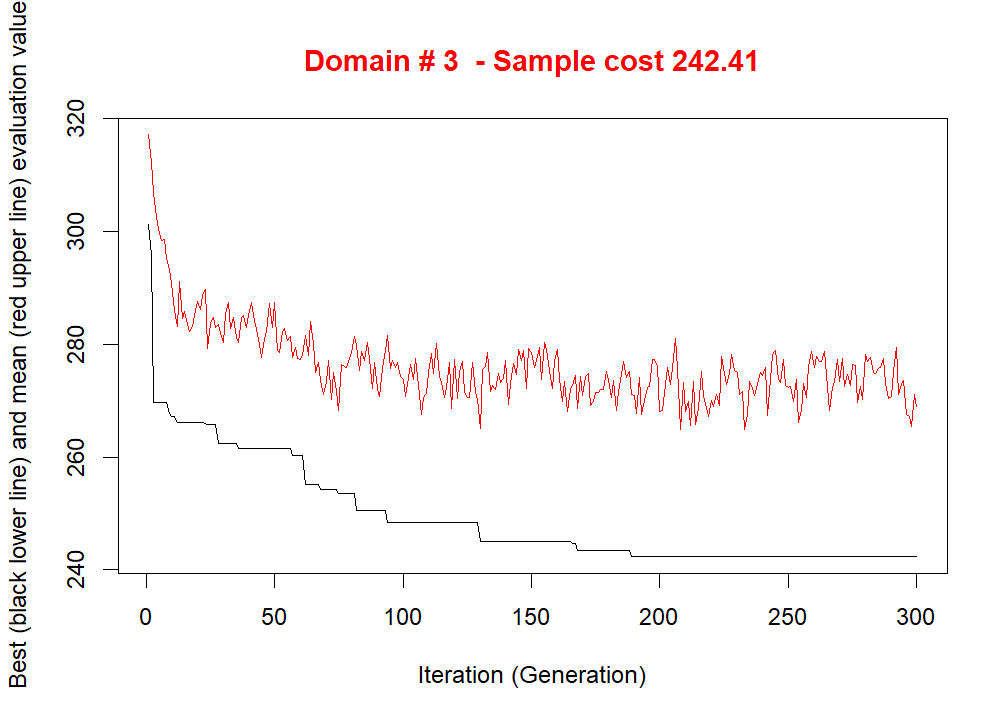 Domain # 3  - Sample cost 242.41
Best (black lower line) and mean (red upper line) evaluation value
320
300
280
260
240
0 50 100 150 200 250 300
Iteration (Generation)